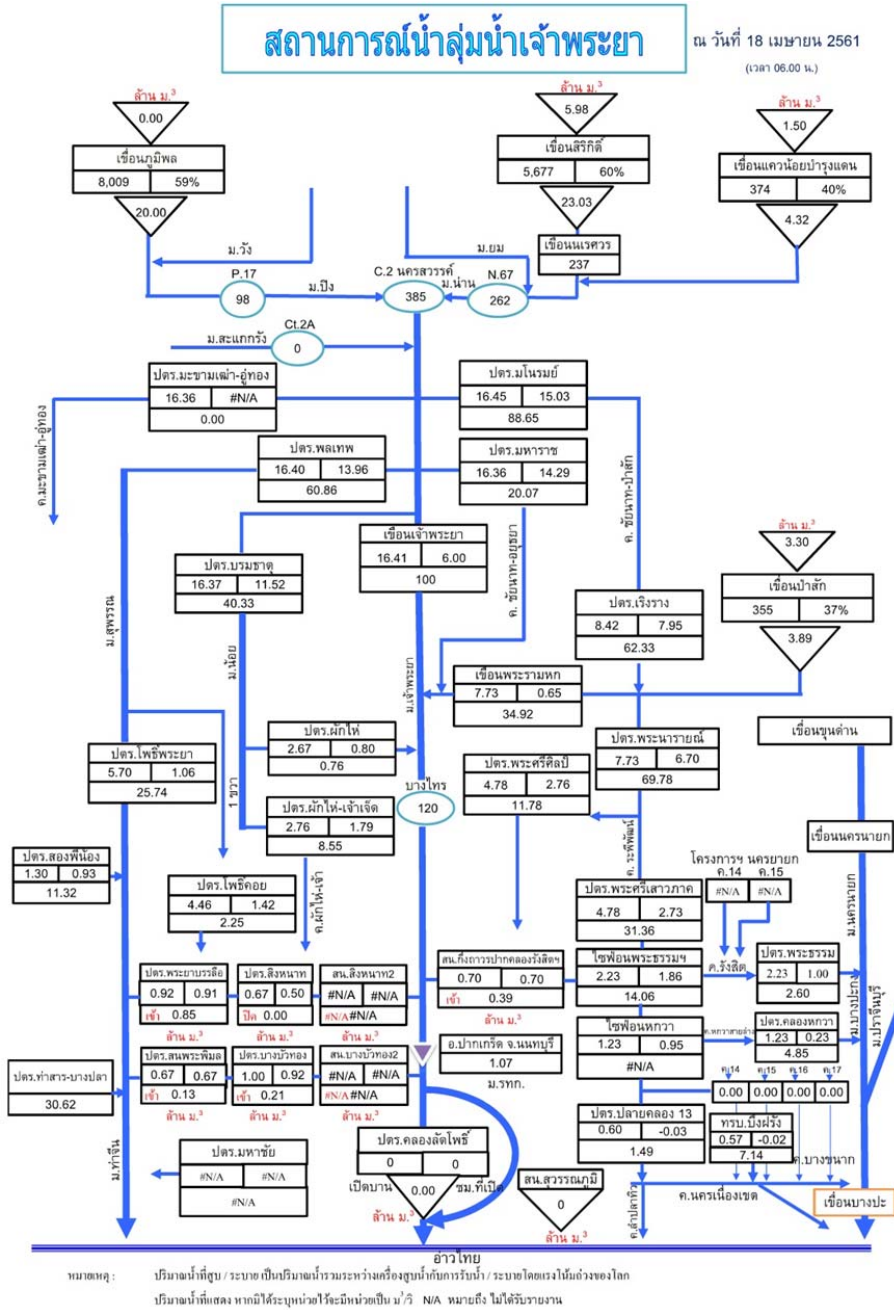 สถานการณ์น้ำลุ่มน้ำเจ้าพระยา
ณ วันที่ 18 เมษายน 2561
(เวลา 06.00 น.)
ล้าน ม.³
0.00
เขื่อนภูมิพล
8,009 59%
20.00
ล้าน ม.³
5.98
เขื่อนสิริกิติ์
5,677 60%
23.03
เขื่อนนเรศวร
237
ล้าน ม.³
1.50
เขื่อนแควน้อยบำรุงแดน
374 40%
4.32
ม.วัง
ม.ยม
P.17
98
ม.ปิง
C.2 นครสวรรค์
385
ม.น่าน
N.67
262
ม.สะแกกรัง
Ct.2A
0
ปตร.มะขามเฒ่า-อู่ทอง
16.36 #N/A
0.00
ค.มะขามเฒ่า-อู่ทอง
ปตร.มโนรมย์
16.45 15.03
88.65
ปตร.พลเทพ
16.40 13.96
60.86
ปตร.มหาราช
16.36 14.29
20.07
ค. ชัยนาท-ป่าสัก
ค. ชัยนาท-อยุธยา
ปตร.บรมธาตุ
16.37 11.52
40.33
เขื่อนเจ้าพระยา
16.41 6.00
100
ล้าน ม.³
3.30
เขื่อนป่าสัก
355 37%
3.89
ปตร.เริงราง
8.42 7.95
62.33
ม.สุพรรณ
ม.น้อย
ม.เจ้าพระยา
เขื่อนพระรามหก
7.73 0.65
34.92
ปตร.ผักไห่
2.67 0.80
0.76
ปตร.โพธิ์พระยา
5.70 1.06
25.74
1 ขวา
ปตร.พระนารายณ์
7.73 6.70
69.78
เขื่อนขุนด่าน
ปตร.พระศรีศิลป์
4.78 2.76
11.78
บางไทร
120
ปตร.ผักไห่-เจ้าเจ็ด
2.76 1.79
8.55
ค.ผักไห่-เจ้า
ค. ระพีพัฒน์
เขื่อนนครนายก
ม.นครนายก
ปตร.สองพี่น้อง
1.30 0.93
11.32
ปตร.โพธิ์คอย
4.46 1.42
2.25
โครงการฯ นครยายก
ค.14 ค.15
#N/A #N/A
ปตร.พระศรีเสาวภาค
4.78 2.73
31.36
ปตร.พระยาบรรลือ
0.92 0.91
เข้า 0.85
ล้าน ม.³
ปตร.สิงหนาท
0.67 0.50
ปิด 0.00
ล้าน ม.³
สน.สิงหนาท2
#N/A #N/A
#N/A #N/A
ล้าน ม.³
0.70 0.70
เข้า 0.39
ล้าน ม.³
ไซฟ่อนพระธรรมฯ
2.23 1.86
14.06
ค.รังสิต
ปตร.พระธรรม
2.23 1.00
2.60
ม.บางปะกง
ม.ปราจีนบุรี
ปตร.สนพระพิมล
0.67 0.67
เข้า 0.13
ล้าน ม.³
ปตร.บางบัวทอง
1.00 0.92
เข้า 0.21
ล้าน ม.³
สน.บางบัวทอง2
#N/A #N/A
#N/A #N/A
ล้าน ม.³
อ.ปากเกร็ด จ.นนทบุรี
1.07
ม.รทก.
ไซฟ่อนหกวา
1.23 0.95
#N/A
ค.หกวาสายล่าง
ปตร.คลองหกวา
1.23 0.23
4.85
ค.14 ค.15 ค.16 ค.17
0.00 0.00 0.00 0.00
ปตร.ท่าสาร-บางปลา
30.62
ปตร.ปลายคลอง 13
0.60 -0.03
1.49
ทรบ.บึงฝรั่ง
0.57 -0.02
7.14
ค.บางขนาก
ม.ท่าจีน
ปตร.มหาชัย
#N/A #N/A
#N/A
ปตร.คลองลัดโพธิ์
0 0
เปิดบาน 0.00 ชม.ที่เปิด
ล้าน ม.³
สน.สุวรรณภูมิ
0
ล้าน ม.³
ค.ลำปลาทิว
ค.นครเนื่องเขต
เขื่อนบางปะ
อ่าวไทย
หมายเหตุ : ปริมาณน้ำที่สูบ / ระบาย เป็นปริมาณน้ำรวมระหว่างเครื่องสูบน้ำกับการรับน้ำ / ระบายโดยแรงโน้มถ่วงของโลก
ปริมาณน้ำที่แสดง หากมิได้ระบุหน่วยไว้จะมีหน่วยเป็น ม³/วิ N/A หมายถึง ไม่ได้รับรายงาน